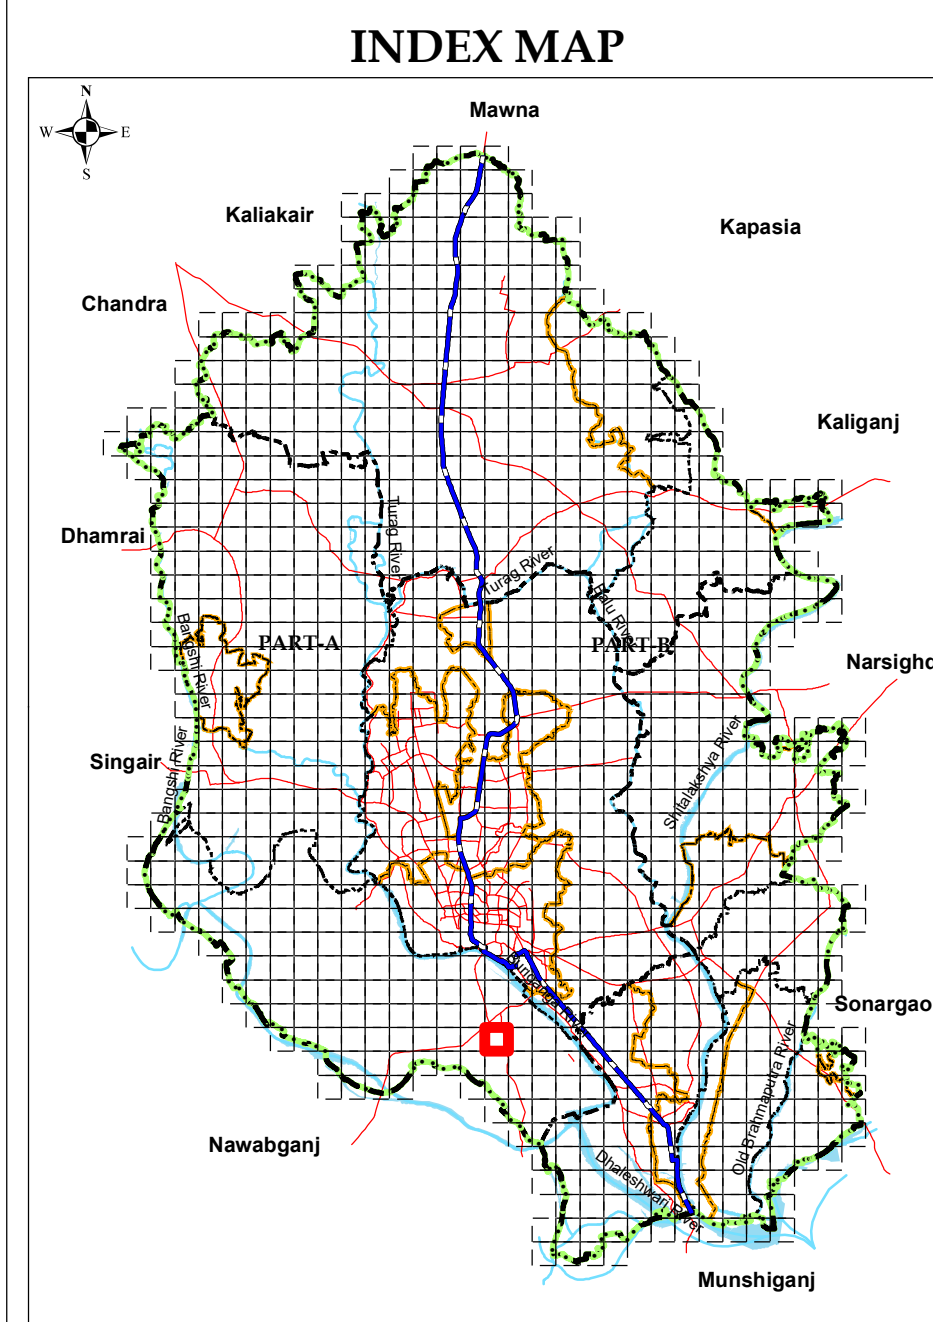 INDEX MAP
N
W E
S
Mawna
Kaliakair
Kapasia
Chandra
Kaliganj
Dhamrai
Turag River
Turag River
Balu River
Bangshi River
PART-A
PART-B
Narsighd
Singair
Bangshi River
Shitalakshya River
Buriganga River
Sonargao
Old Brahmaputra River
Nawabganj
Dhaleshwari River
Munshiganj